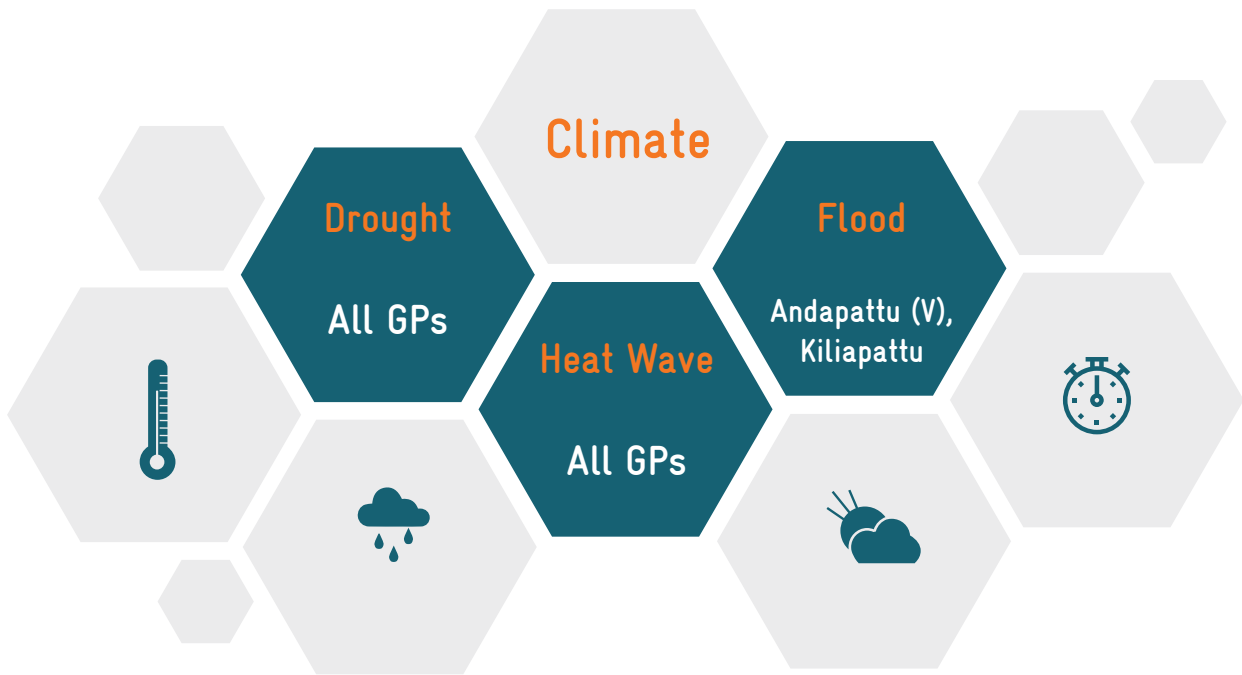 Climate
Drought
All GPs
Heat Wave
All GPs
Flood
Andapattu (V),
Kiliapattu